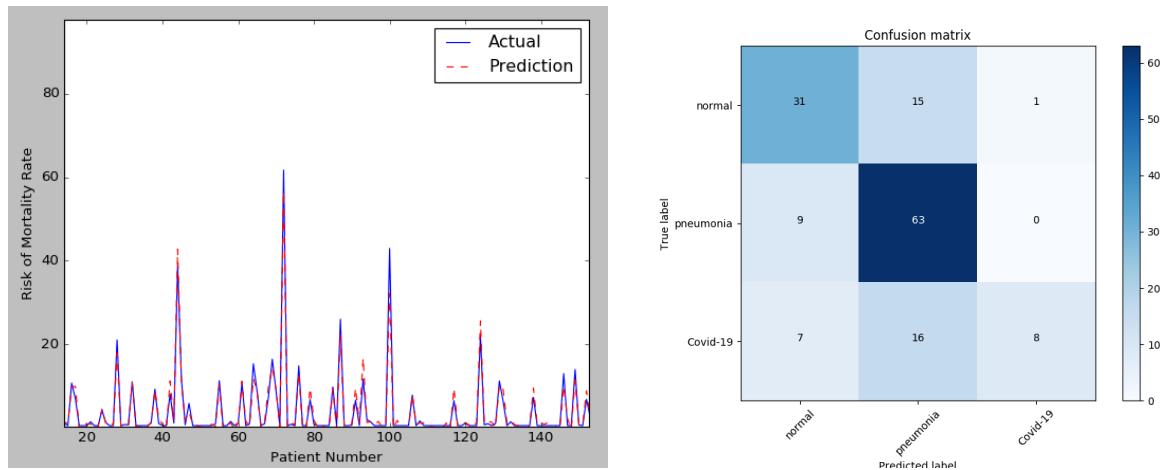 Actual
Prediction
80
60
40
20
Risk of Mortality Rate
20 40 60 80 100 120 140
Patient Number
Confusion matrix
normal
pneumonia
Covid-19
True label
31 15 1
9 63 0
7 16 8
normal pneumonia Covid-19
Predicted label
60
50
40
30
20
10
0